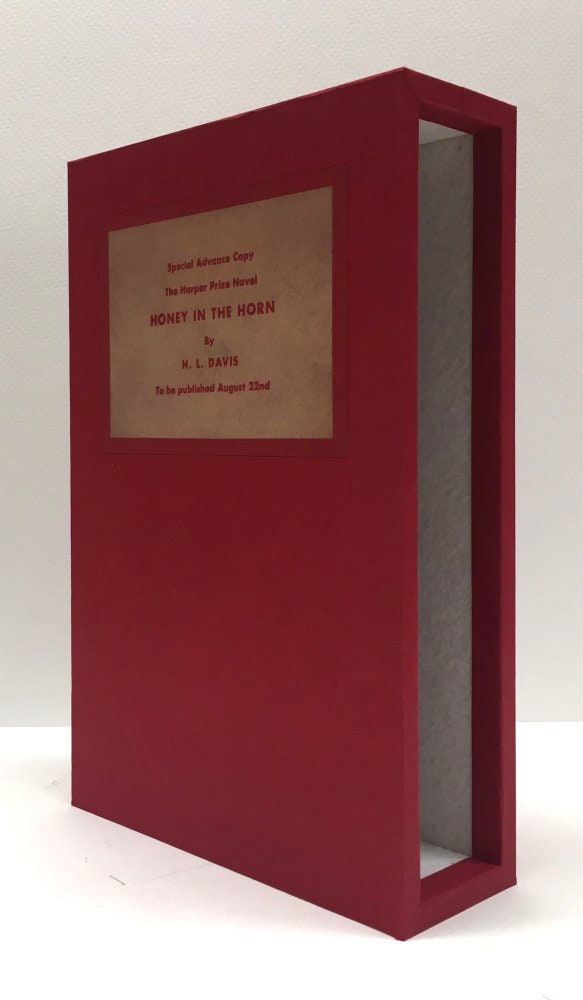 Special Advance Copy
The Harper Prize Novel
HONEY IN THE HORN
By
H. L. DAVIS
To be published August 22nd